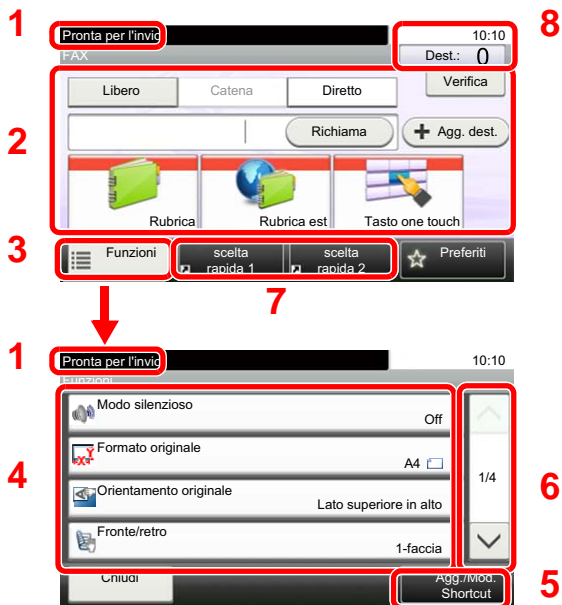 1
Pronta per l'invio
10:10
8
FAX
Dest.: 0
Libero
Catena
Diretto
Verifica
2
Richiama
Agg. dest.
Rubrica
Rubrica est
Tasto one touch
3
Funzioni
scelta rapida 1
scelta rapida 2
Preferiti
7
1
Pronta per l'invio
10:10
Funzioni
4
Modo silenzioso
Off
Formato originale
A4
Orientamento originale
Lato superiore in alto
Fronte/retro
1-faccia
1/4
6
Chiudi
Agg./Mod.
Shortcut
5